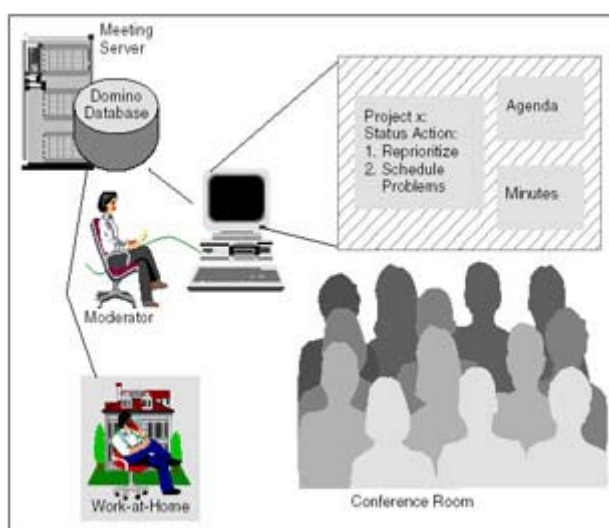 Meeting
Server
Domino
Database
Project x:
Status Action:
1. Reprioritize
2. Schedule
Problems
Agenda
Minutes
Moderator
Work-at-Home
Conference Room